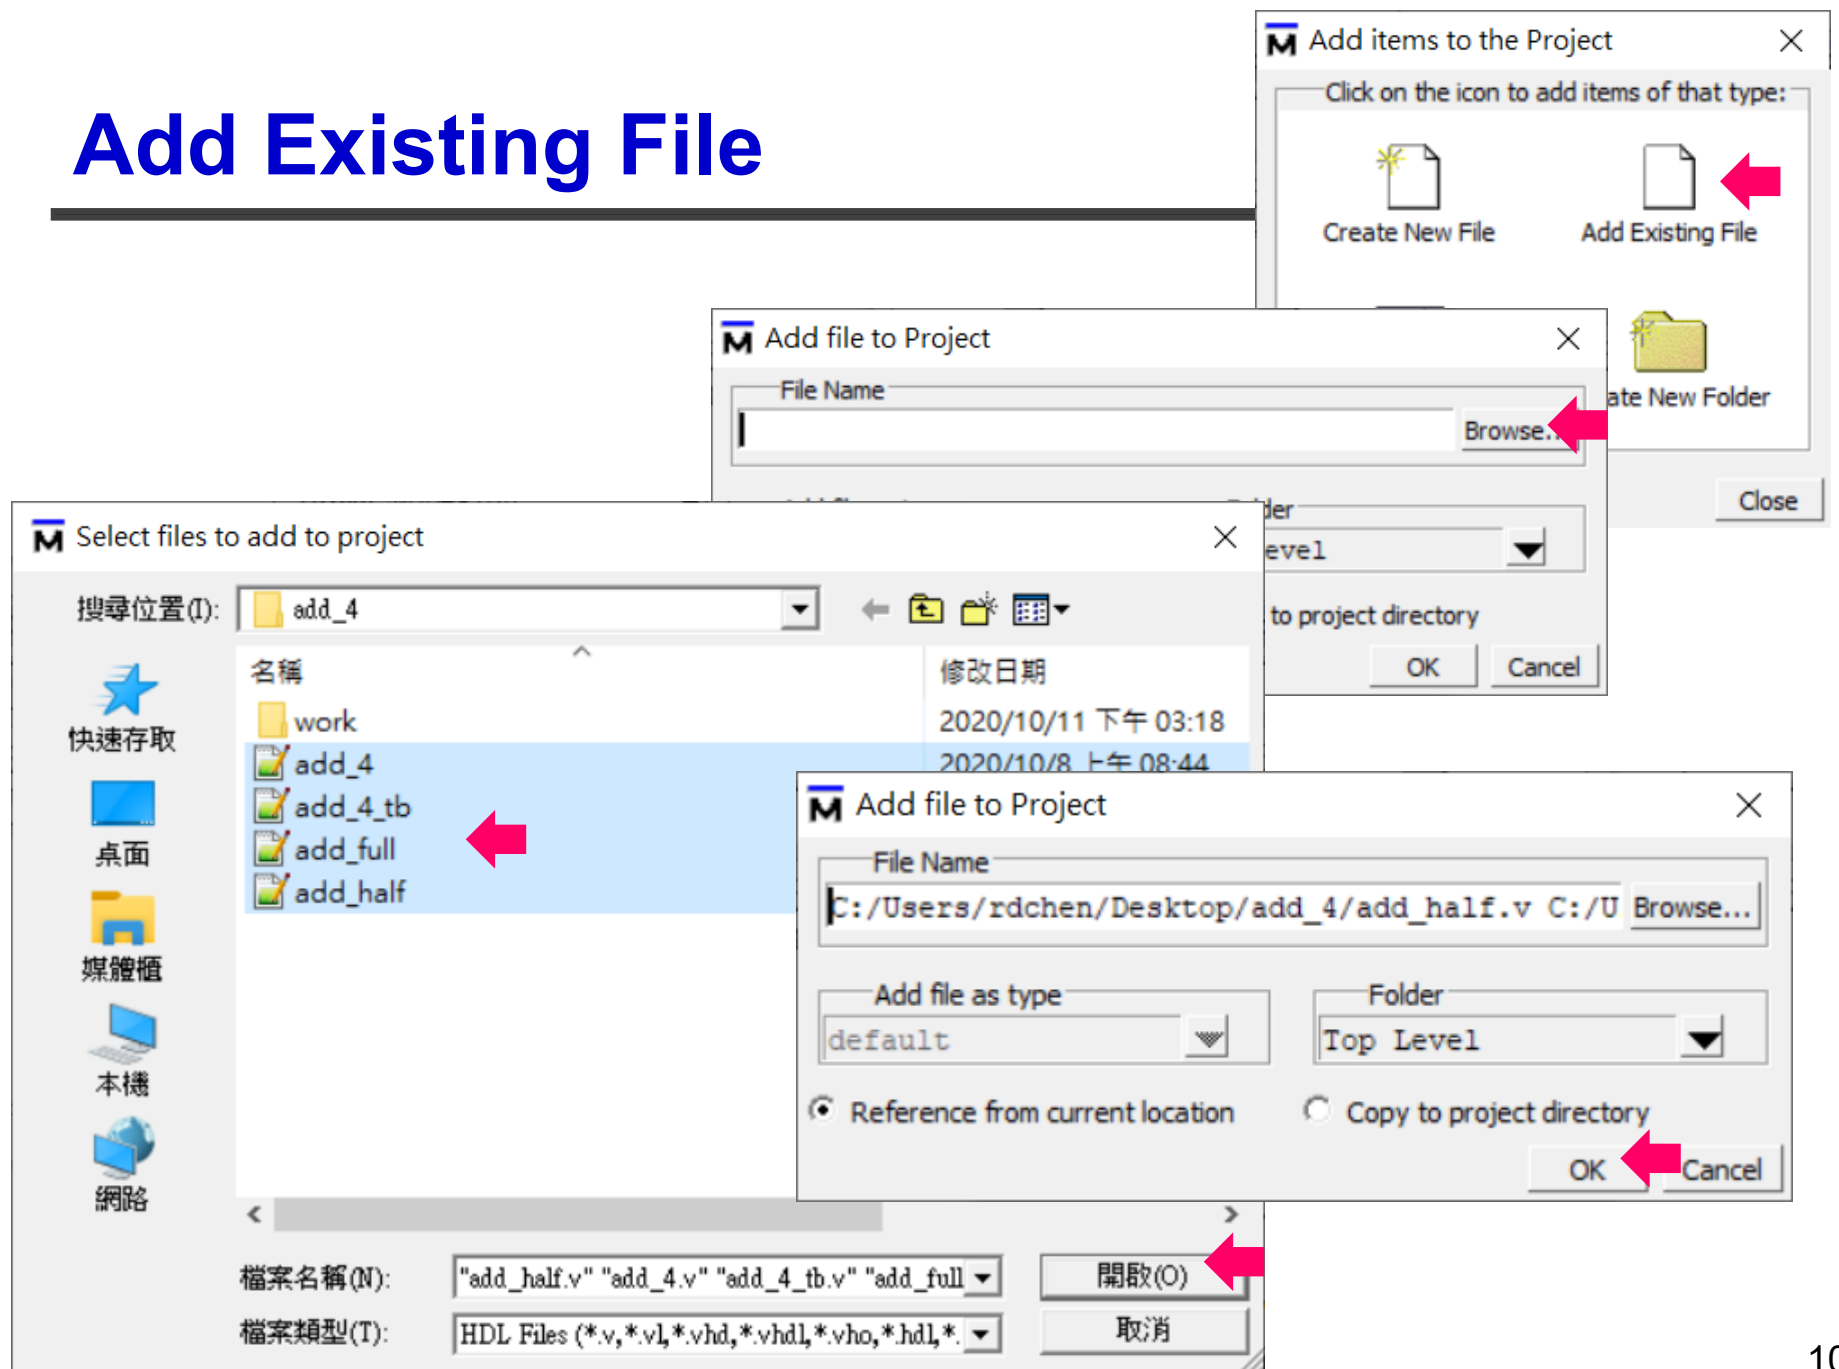 Add Existing File
Add items to the Project
Click on the icon to add items of that type:
Create New File
Add Existing File
ate New Folder
Close
Add file to Project
File Name
Browse..
der
evel
to project directory
OK
Cancel
Select files to add to project
搜尋位置(I):
add_4
名稱
修改日期
work
2020/10/11 下午 03:18
add_4
2020/10/8 上午 08:44
add_4_tb
add_full
add_half
快速存取
桌面
媒體櫃
本機
網路
檔案名稱(N):
"add_half.v" "add_4.v" "add_4_tb.v" "add_full
開啟(O)
檔案類型(T):
HDL Files (*.v,*.vl,*.vhd,*.vhdl,*.vho,*.hdl,*.
取消
Add file to Project
File Name
C:/Users/rdchen/Desktop/add_4/add_half.v C:/U
Browse...
Add file as type
default
Folder
Top Level
Reference from current location
Copy to project directory
OK
Cancel
10